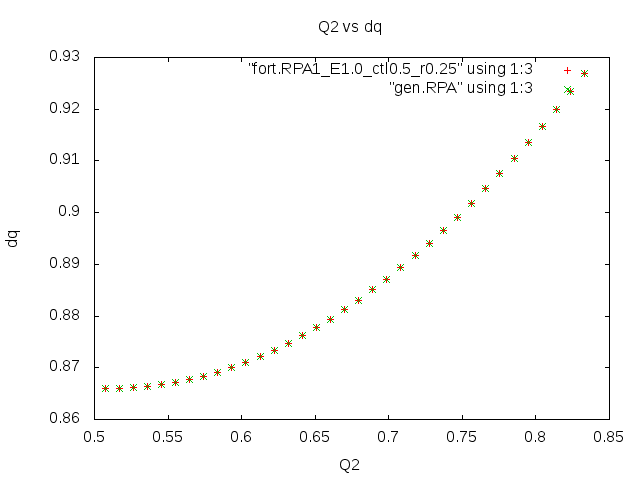 Q2 vs dq
"fort.RPA1_E1.0_ctl0.5_r0.25" using 1:3
"gen.RPA" using 1:3
0.93
0.92
0.91
0.9
0.89
0.88
0.87
0.86
dq
0.5 0.55 0.6 0.65 0.7 0.75 0.8 0.85
Q2